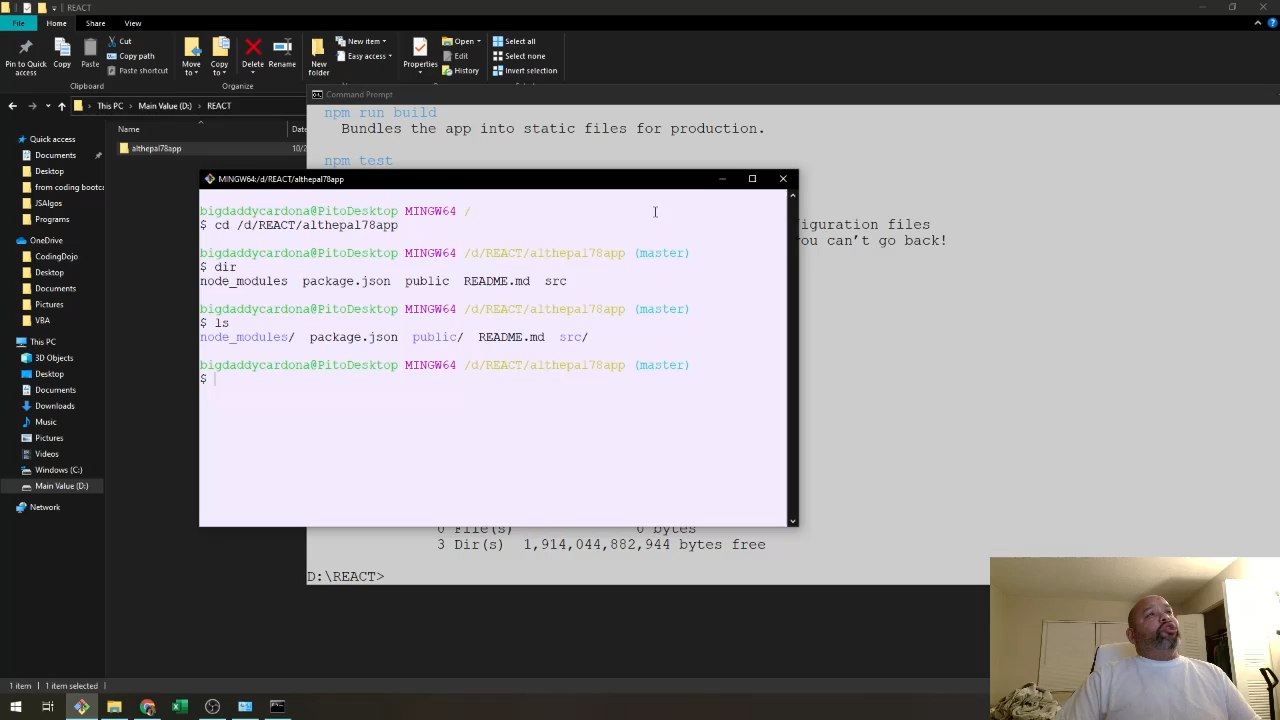 REACT
File
Home
Share
View
Pin to Quick access
Copy
Paste
Cut
Copy path
Paste shortcut
Clipboard
Move to
Copy to
Delete
Rename
Organize
New folder
New item
Easy access
Properties
Open
Edit
History
Select all
Select none
Invert selection
This PC > Main Value (D:) > REACT
Name
Dat
althepal78app
10/2
Quick access
Documents
Desktop
from coding bootca
JSAlgos
Programs
OneDrive
CodingDojo
Desktop
Documents
Pictures
VBA
This PC
3D Objects
Desktop
Documents
Downloads
Music
Pictures
Videos
Windows (C:)
Main Value (D:)
Network
1 item
1 item selected
Command Prompt
npm run build
Bundles the app into static files for production.
npm test
figuration files
you can't go back!
0 File(s) 0 bytes
3 Dir(s) 1,914,044,882,944 bytes free
D:\REACT>
MINGW64:/d/REACT/althepal78app
bigdaddycardona@PitoDesktop MINGW64 /
$ cd /d/REACT/althepal78app
bigdaddycardona@PitoDesktop MINGW64 /d/REACT/althepal78app (master)
$ dir
node_modules package.json public README.md src
bigdaddycardona@PitoDesktop MINGW64 /d/REACT/althepal78app (master)
$ ls
node_modules/ package.json public/ README.md src/
bigdaddycardona@PitoDesktop MINGW64 /d/REACT/althepal78app (master)
$